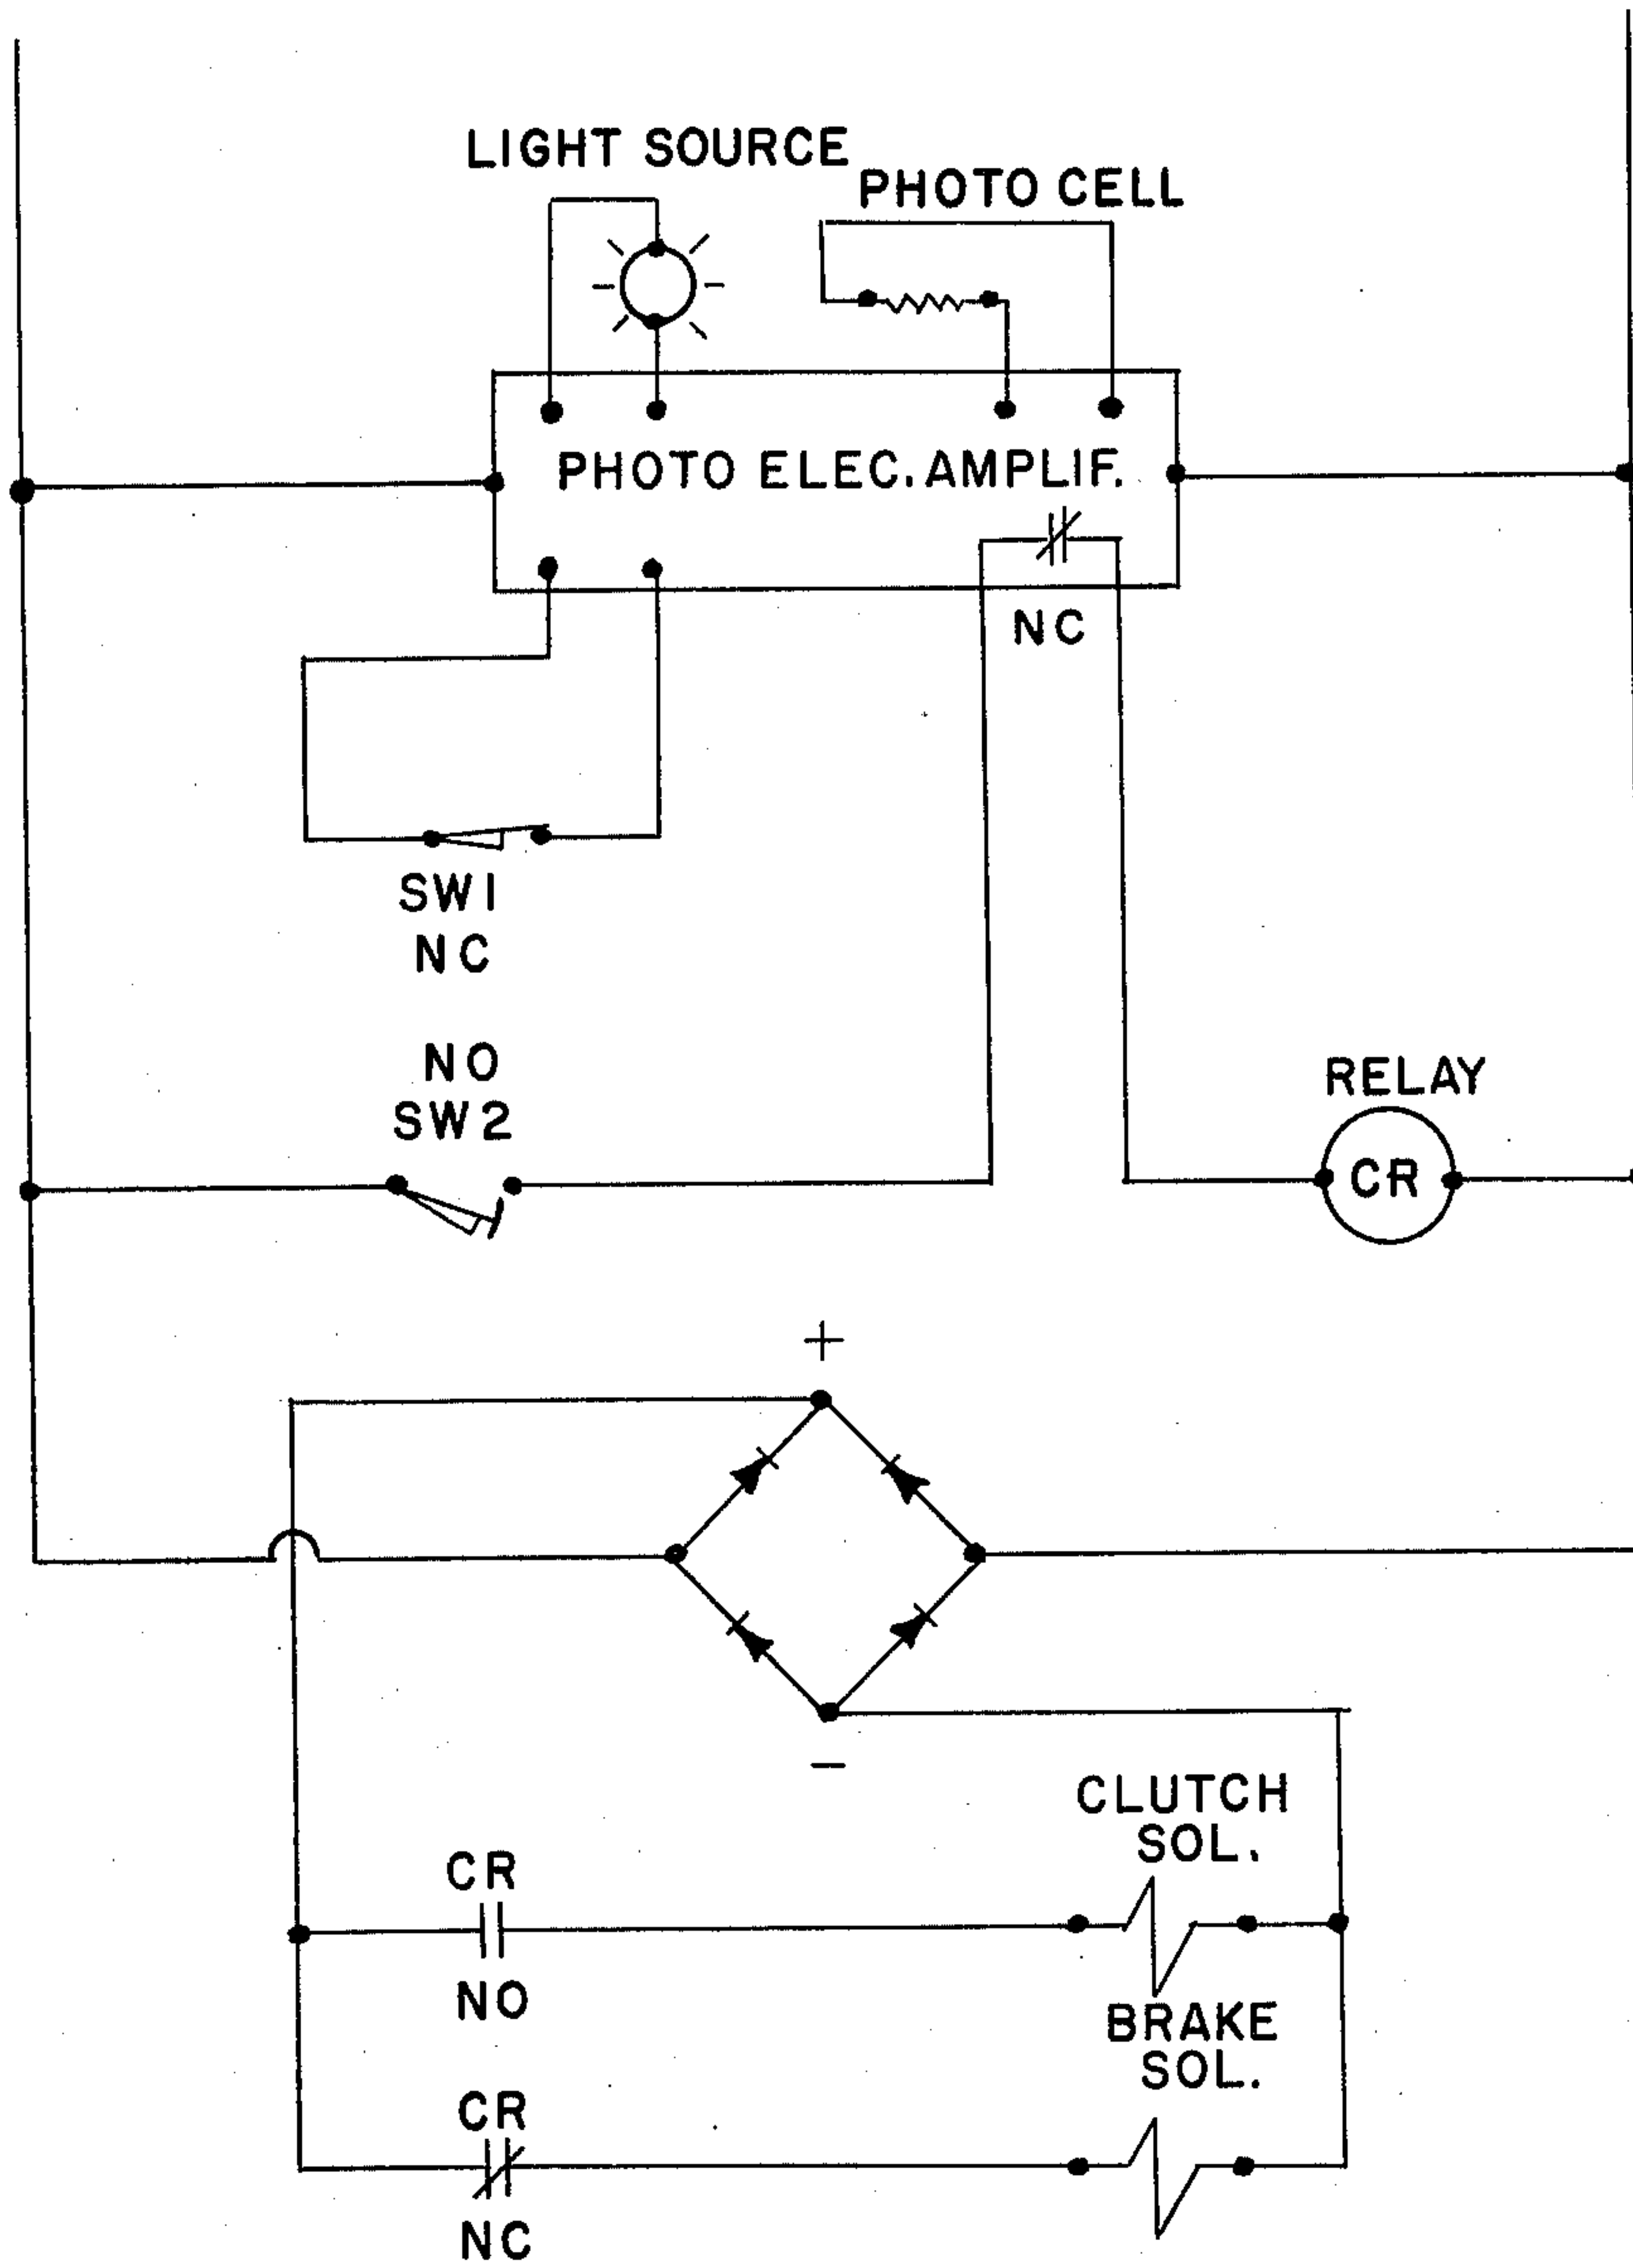 LIGHT SOURCE
PHOTO CELL
PHOTO ELEC. AMPLIF.
NC
SW1
NC
NO
SW2
RELAY
CR
+
−
CLUTCH
SOL.
CR
NO
BRAKE
SOL.
CR
NC